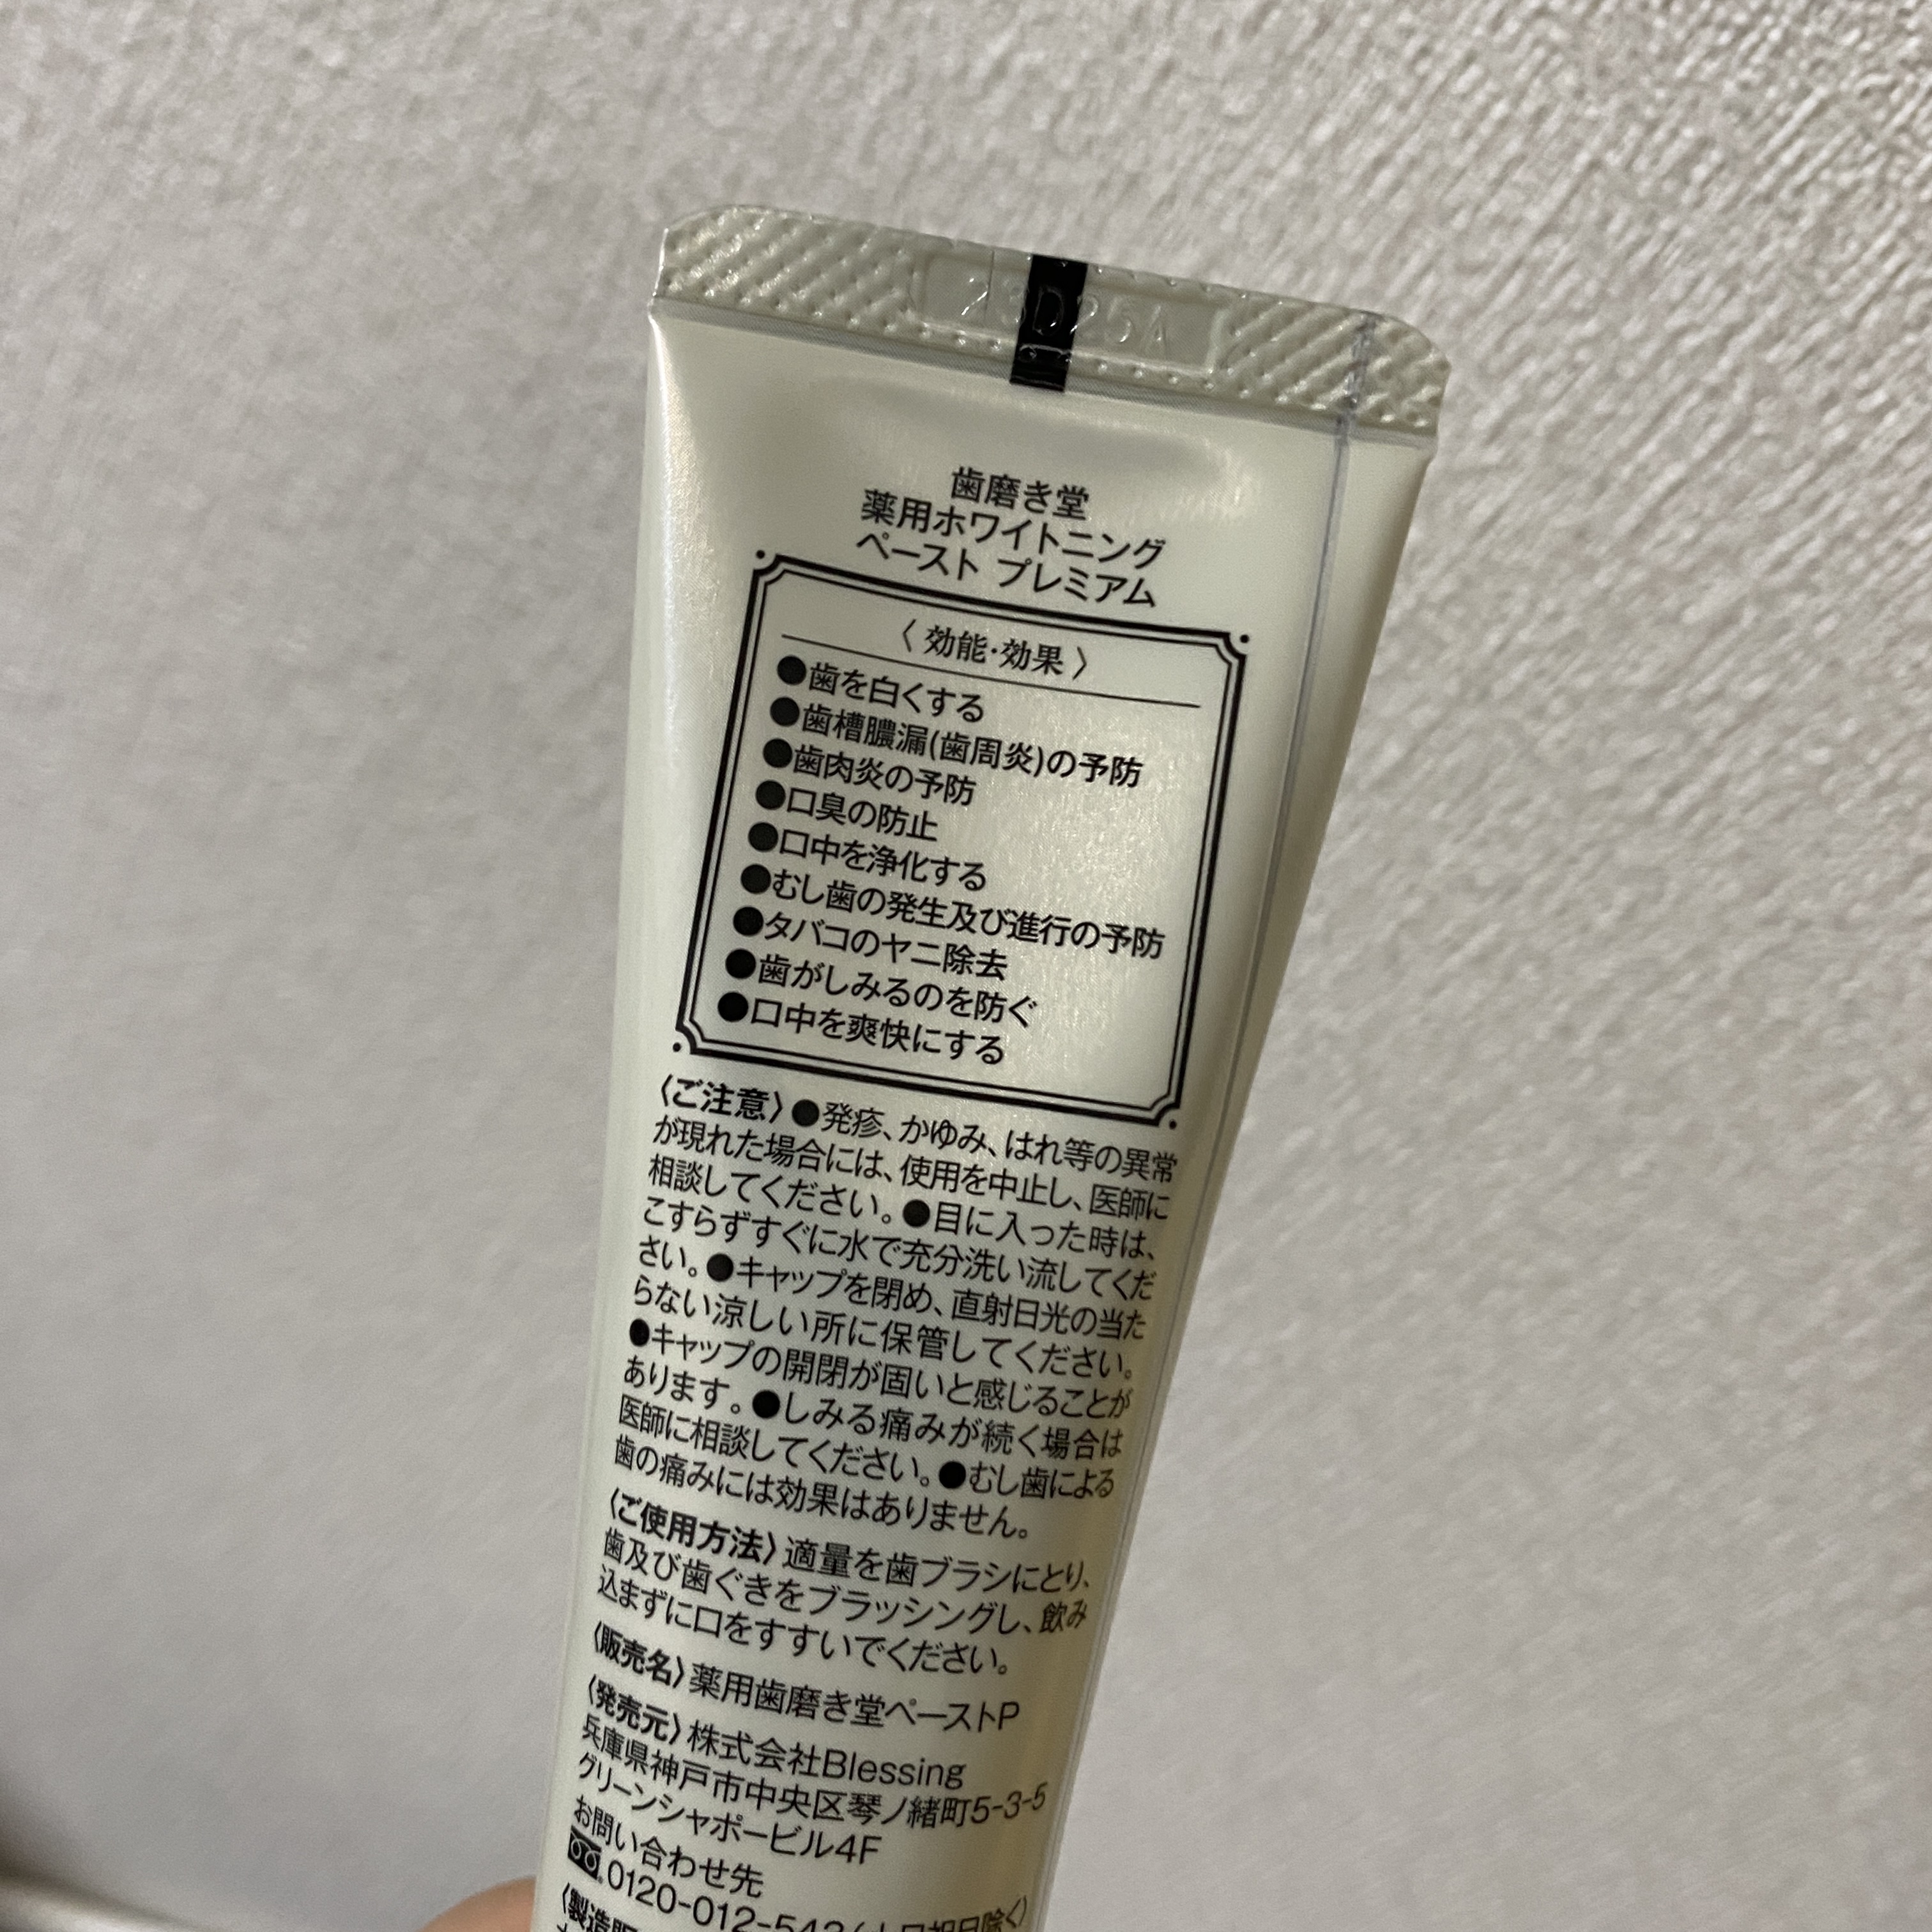 23D25A
歯磨き堂
薬用ホワイトニング
ペースト プレミアム
〈 効能・効果 〉
●歯を白くする
●歯槽膿漏(歯周炎)の予防
●歯肉炎の予防
●口臭の防止
●口中を浄化する
●むし歯の発生及び進行の予防
●タバコのヤニ除去
●歯がしみるのを防ぐ
●口中を爽快にする
〈ご注意〉●発疹、かゆみ、はれ等の異常
が現れた場合には、使用を中止し、医師に
相談してください。●目に入った時は、
こすらずすぐに水で充分洗い流してくだ
さい。●キャップを閉め、直射日光の当た
らない涼しい所に保管してください。
●キャップの開閉が固いと感じることが
あります。●しみる痛みが続く場合は
医師に相談してください。●むし歯による
歯の痛みには効果はありません。
〈ご使用方法〉適量を歯ブラシにとり、
歯及び歯ぐきをブラッシングし、飲み
込まずに口をすすいでください。
〈販売名〉薬用歯磨き堂ペーストP
〈発売元〉株式会社Blessing
兵庫県神戸市中央区琴ノ緒町5-3-5
グリーンシャポービル4F
お問い合わせ先
0120-012-543(土日祝日除く)